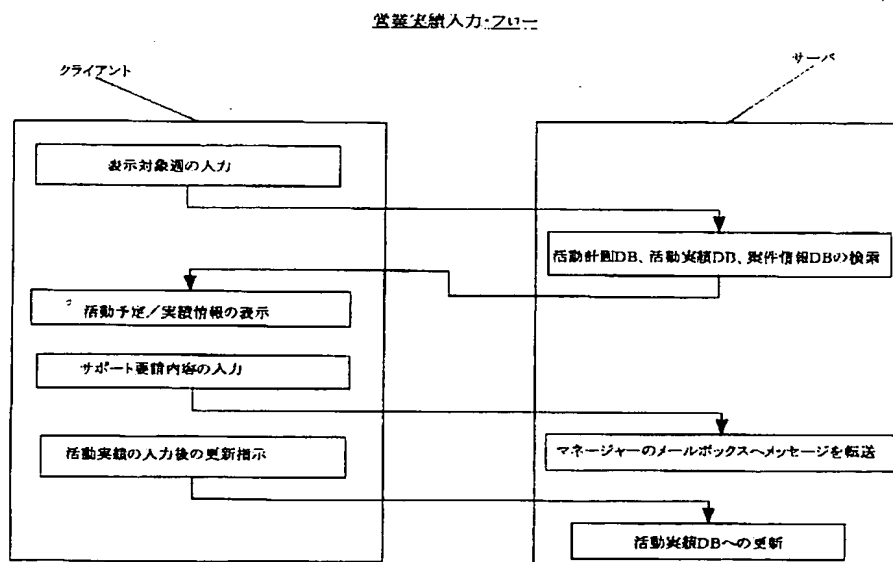 営業実績入力・フロー
クライアント
サーバ
表示対象週の入力
活動計画DB、活動実績DB、案件情報DBの検索
活動予定／実績情報の表示
サポート要請内容の入力
活動実績の入力後の更新指示
マネージャーのメールボックスへメッセージを転送
活動実績DBへの更新